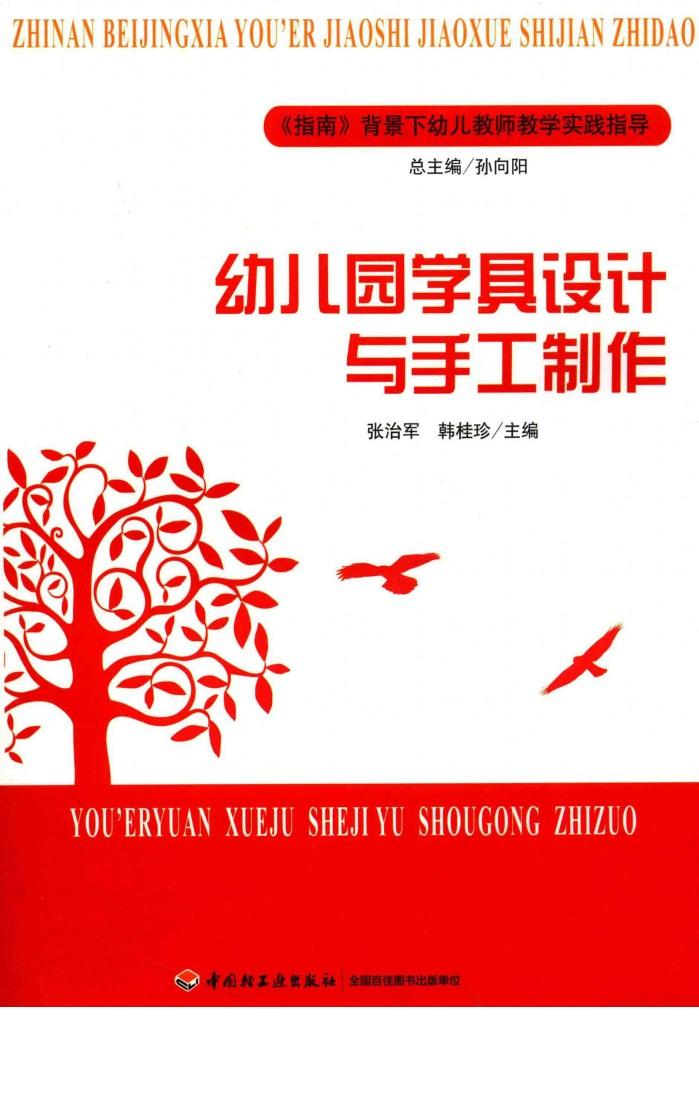 ZHINAN BEIJINGXIA YOU'ER JIAOSHI JIAOXUE SHIJIAN ZHIDAO
《指南》背景下幼儿教师教学实践指导
总主编/孙向阳
幼儿园学具设计
与手工制作
张治军 韩桂珍/主编
YOU'ERYUAN XUEJU SHEJI YU SHOUGONG ZHIZUO
中国轻工业出版社 全国百佳图书出版单位